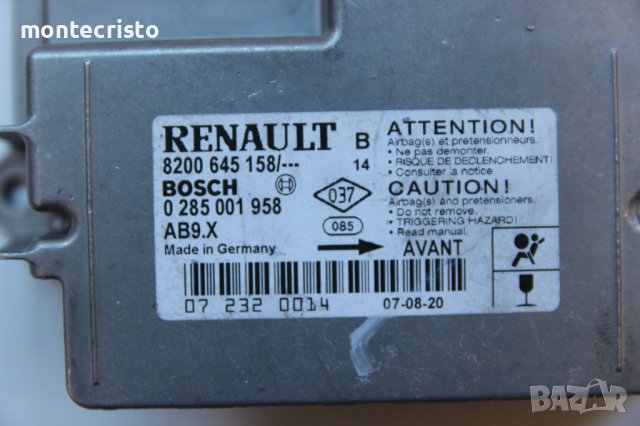 montecristo
RENAULT B
8200 645 158/--- 14
BOSCH
0 285 001 958
AB9.X
Made in Germany
037
085
ATTENTION!
Airbag(s) et pretensionneurs.
• Ne pas demonter.
• RISQUE DE DECLENCHEMENT!
• Consulter la notice.
CAUTION!
Airbag(s) and pretensioners.
• Do not remove.
• TRIGGERING HAZARD!
• Read manual.
AVANT
07 232 0014
07-08-20
BAZAR
bg